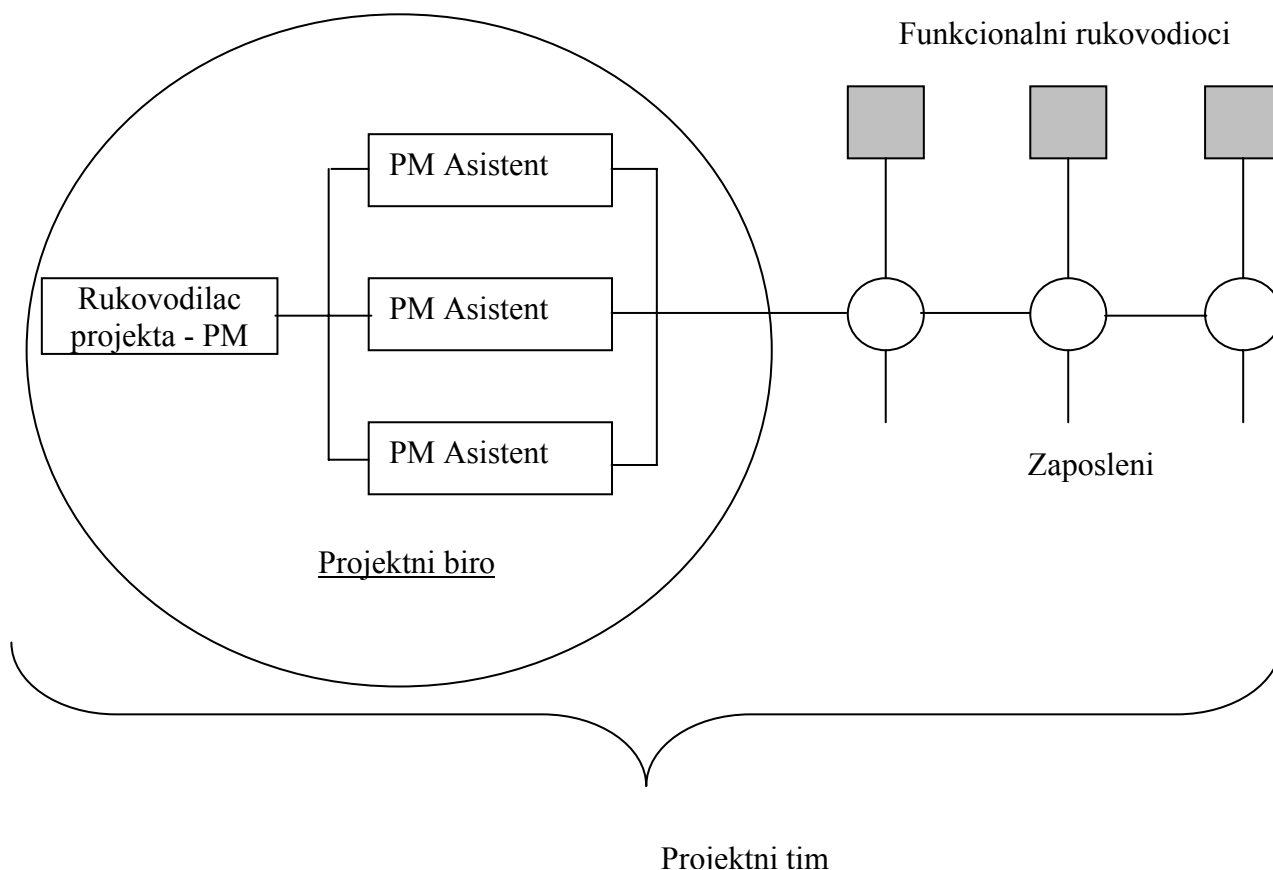 Funkcionalni rukovodioci
PM Asistent
Rukovodilac
projekta - PM
PM Asistent
PM Asistent
Zaposleni
Projektni biro
Projektni tim